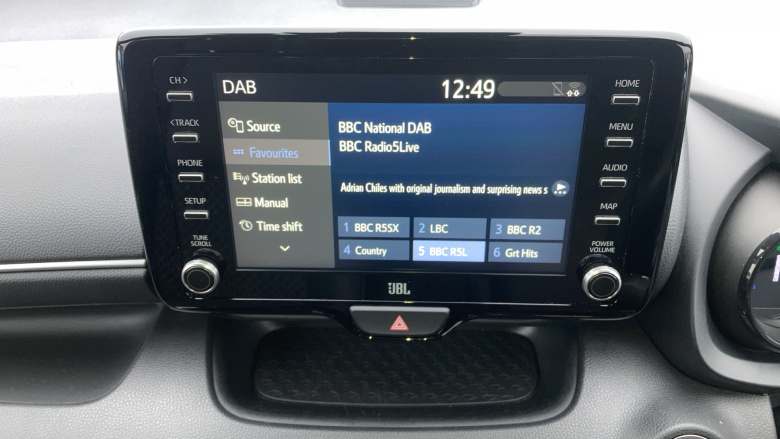 CH >
<TRACK
PHONE
SETUP
TUNE
SCROLL
DAB
12:49
Source
Favourites
Station list
Manual
Time shift
BBC National DAB
BBC Radio5Live
Adrian Chiles with original journalism and surprising news s
1 BBC R5SX
2 LBC
3 BBC R2
4 Country
5 BBC R5L
6 Grt Hits
HOME
MENU
AUDIO
MAP
POWER
VOLUME
JBL